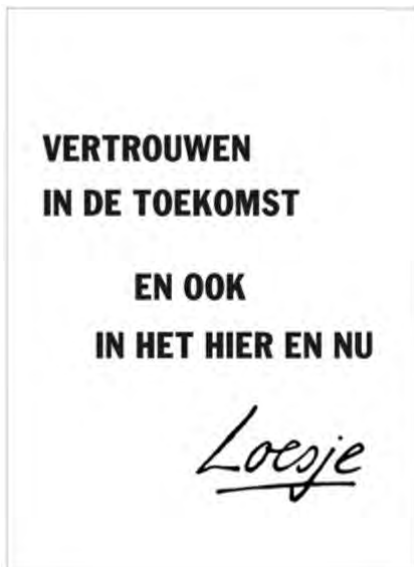 VERTROUWEN
IN DE TOEKOMST
EN OOK
IN HET HIER EN NU
Loesje